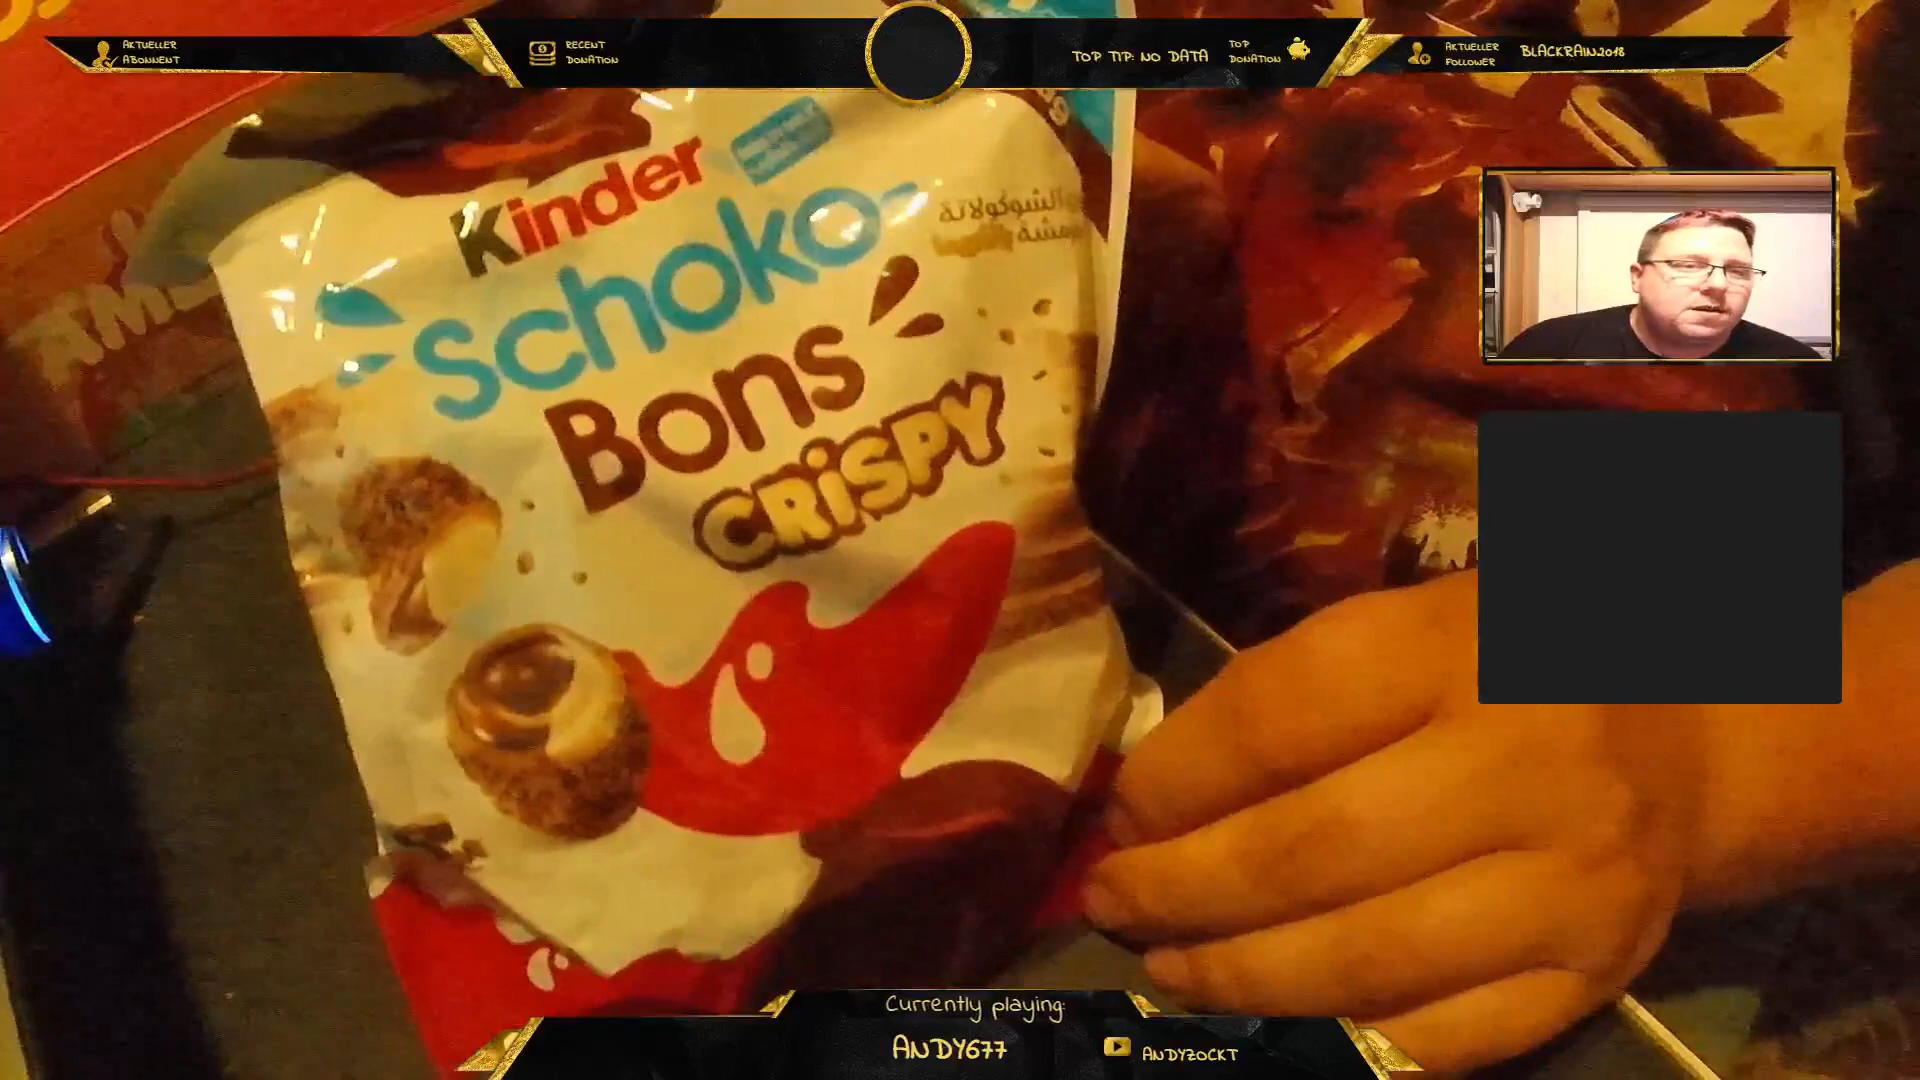 AKTUELLER
ABONNENT
RECENT
DONATION
TOP TIP: NO DATA
TOP
DONATION
AKTUELLER
FOLLOWER
BLACKRAIN2018
Kinder
Schoko-
Bons
CRiSPY
الشوكولاتة
Currently playing:
ANDY677
ANDYZOCKT